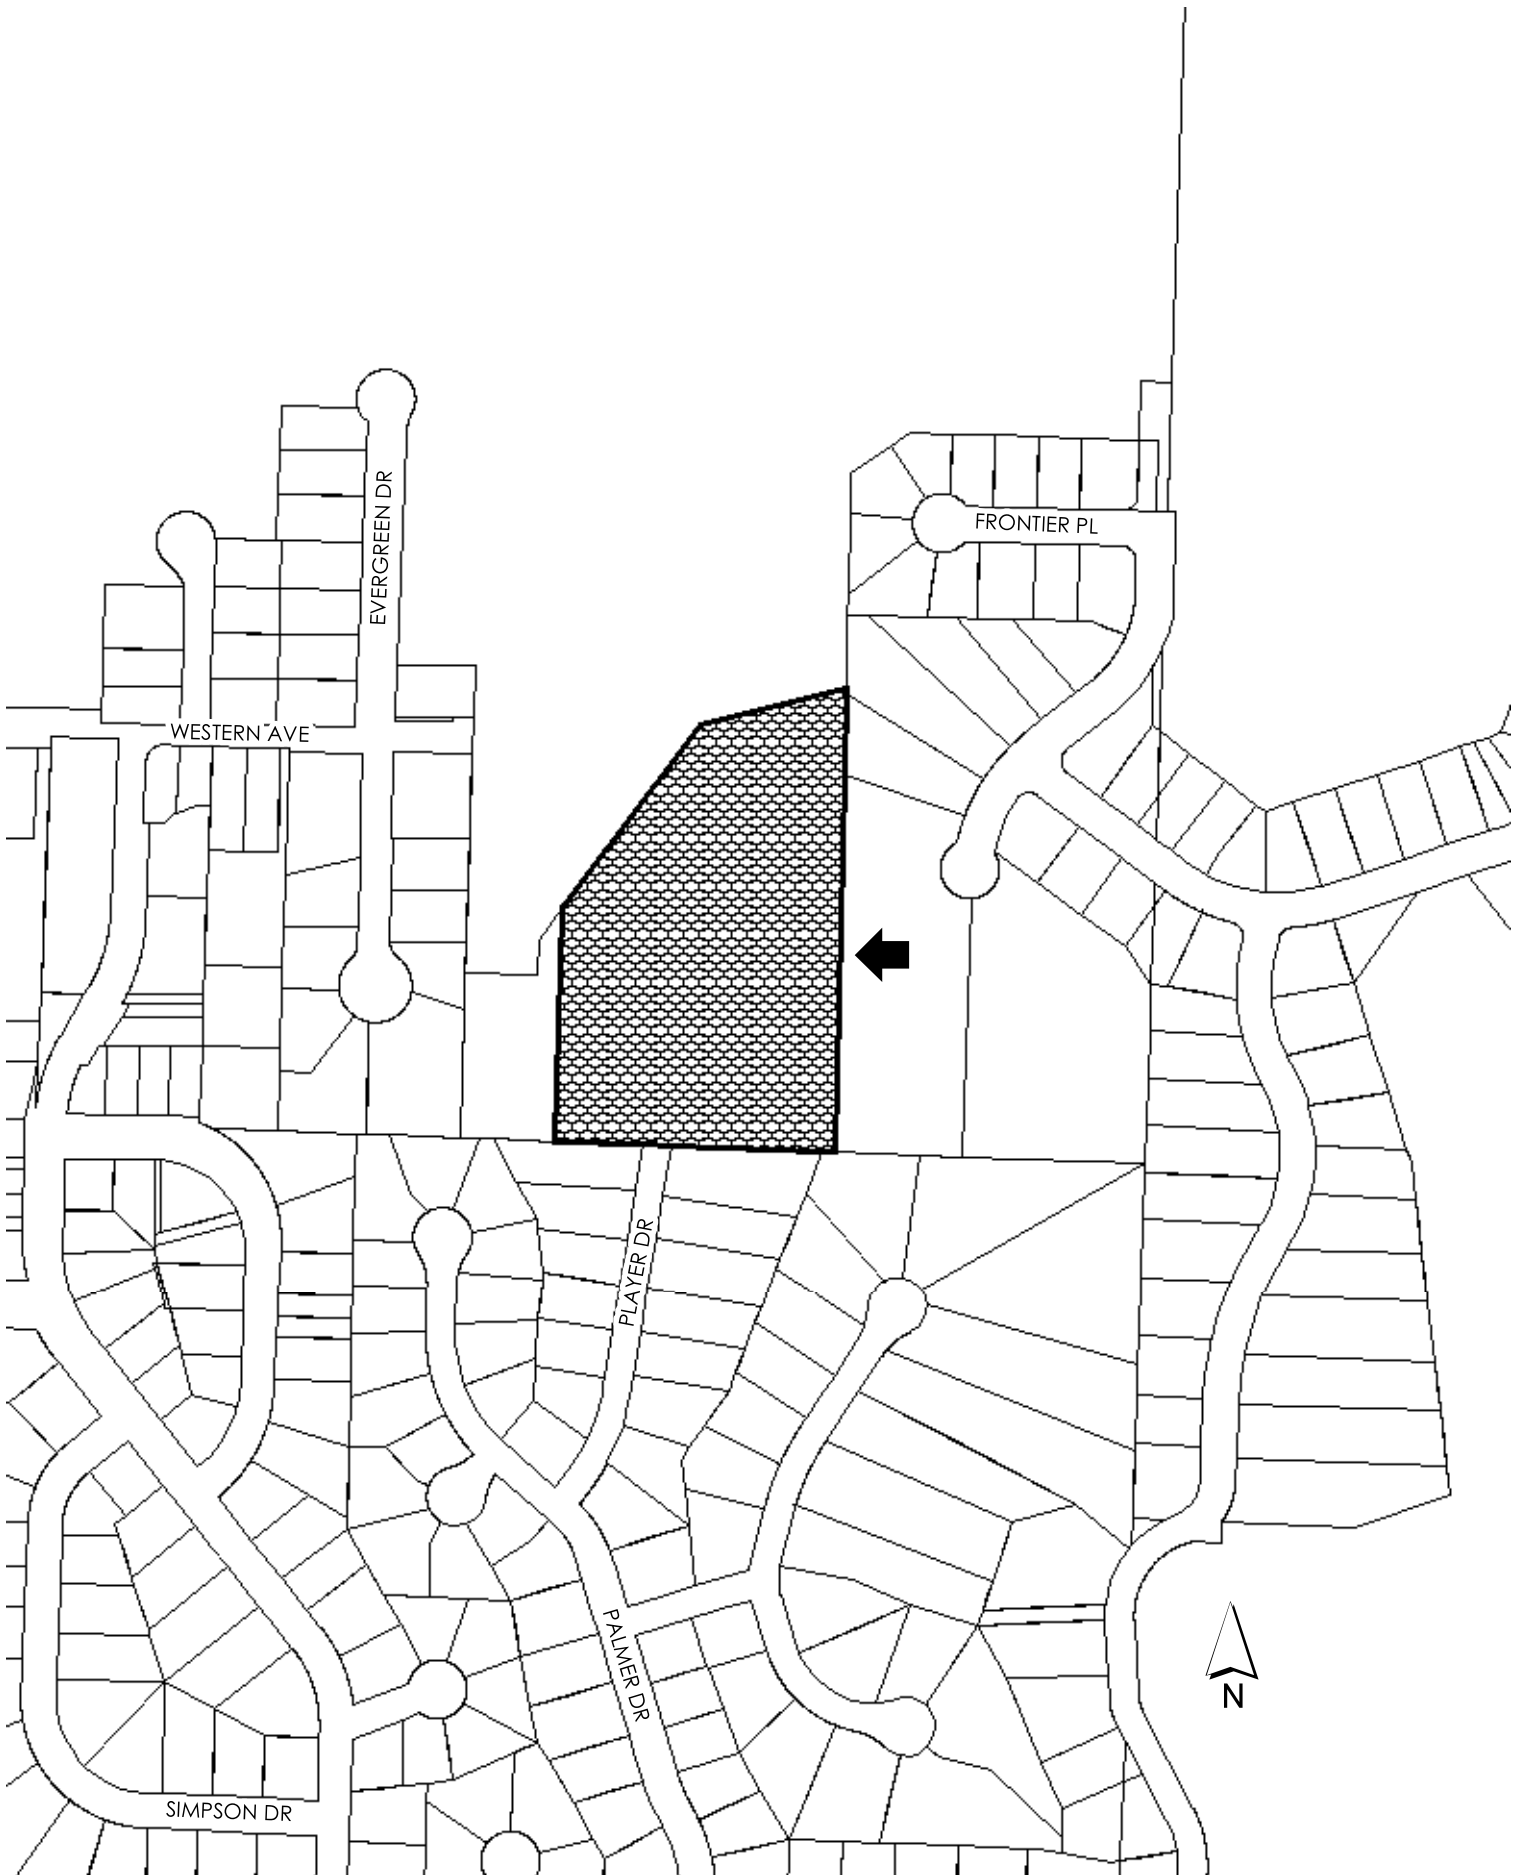 EVERGREEN DR
FRONTIER PL
WESTERN AVE
PLAYER DR
PALMER DR
N
SIMPSON DR